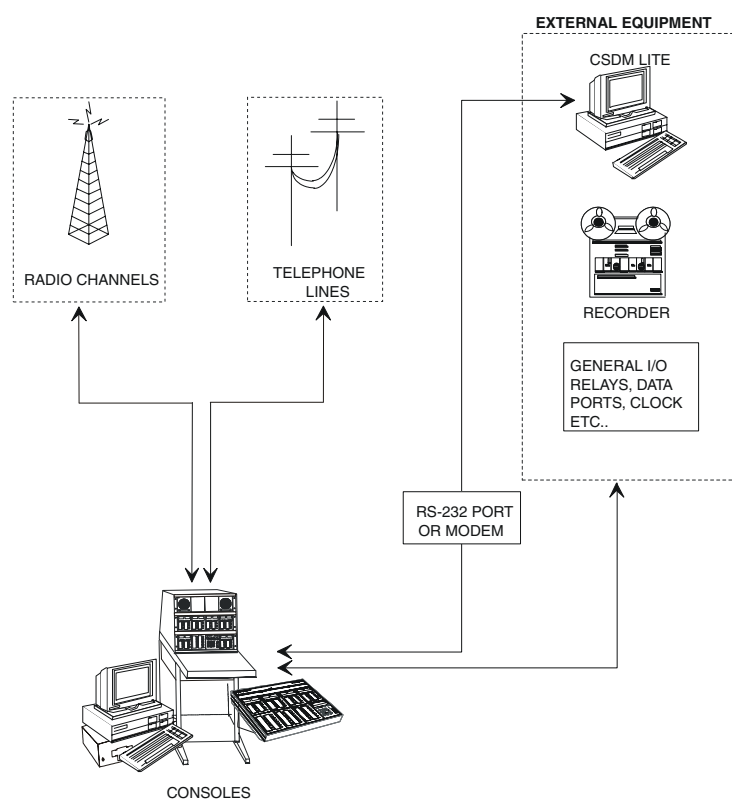 EXTERNAL EQUIPMENT
CSDM LITE
RADIO CHANNELS
TELEPHONE
LINES
RECORDER
GENERAL I/O
RELAYS, DATA
PORTS, CLOCK
ETC..
RS-232 PORT
OR MODEM
CONSOLES